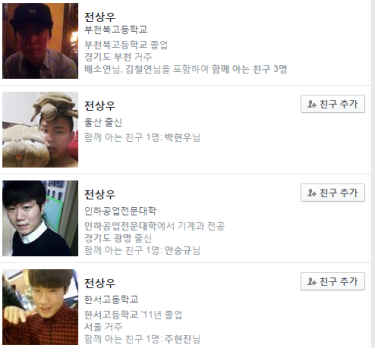 전상우
부천북고등학교
부천북고등학교 졸업
경기도 부천 거주
배소연님, 김철연님을 포함하여 함께 아는 친구 3명
전상우
친구 추가
울산 출신
함께 아는 친구 1명: 박현우님
전상우
친구 추가
인하공업전문대학
인하공업전문대학에서 기계과 전공
경기도 광명 출신
함께 아는 친구 1명: 안승규님
전상우
친구 추가
한서고등학교
한서고등학교 '11년 졸업
서울 거주
함께 아는 친구 1명: 주현진님